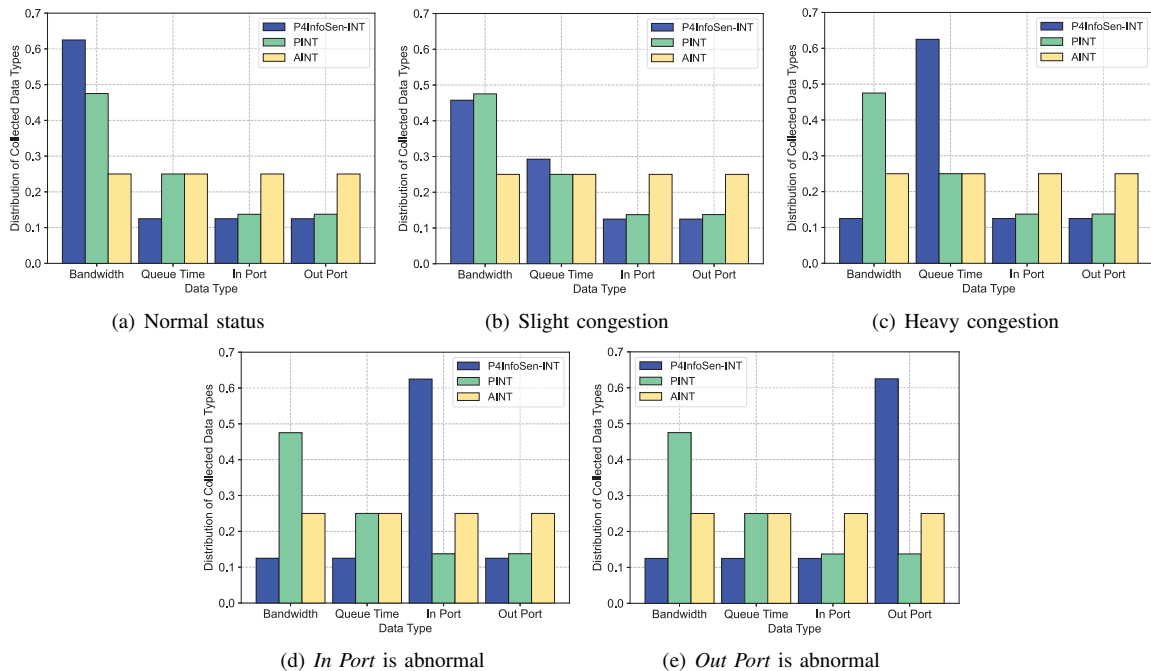 0.7
0.6
0.5
0.4
0.3
0.2
0.1
0.0
Distribution of Collected Data Types
P4InfoSen-INT
PINT
AINT
Bandwidth Queue Time In Port Out Port
Data Type
(a) Normal status
0.7
0.6
0.5
0.4
0.3
0.2
0.1
0.0
Distribution of Collected Data Types
P4InfoSen-INT
PINT
AINT
Bandwidth Queue Time In Port Out Port
Data Type
(b) Slight congestion
0.7
0.6
0.5
0.4
0.3
0.2
0.1
0.0
Distribution of Collected Data Types
P4InfoSen-INT
PINT
AINT
Bandwidth Queue Time In Port Out Port
Data Type
(c) Heavy congestion
0.7
0.6
0.5
0.4
0.3
0.2
0.1
0.0
Distribution of Collected Data Types
P4InfoSen-INT
PINT
AINT
Bandwidth Queue Time In Port Out Port
Data Type
(d) In Port is abnormal
0.7
0.6
0.5
0.4
0.3
0.2
0.1
0.0
Distribution of Collected Data Types
P4InfoSen-INT
PINT
AINT
Bandwidth Queue Time In Port Out Port
Data Type
(e) Out Port is abnormal